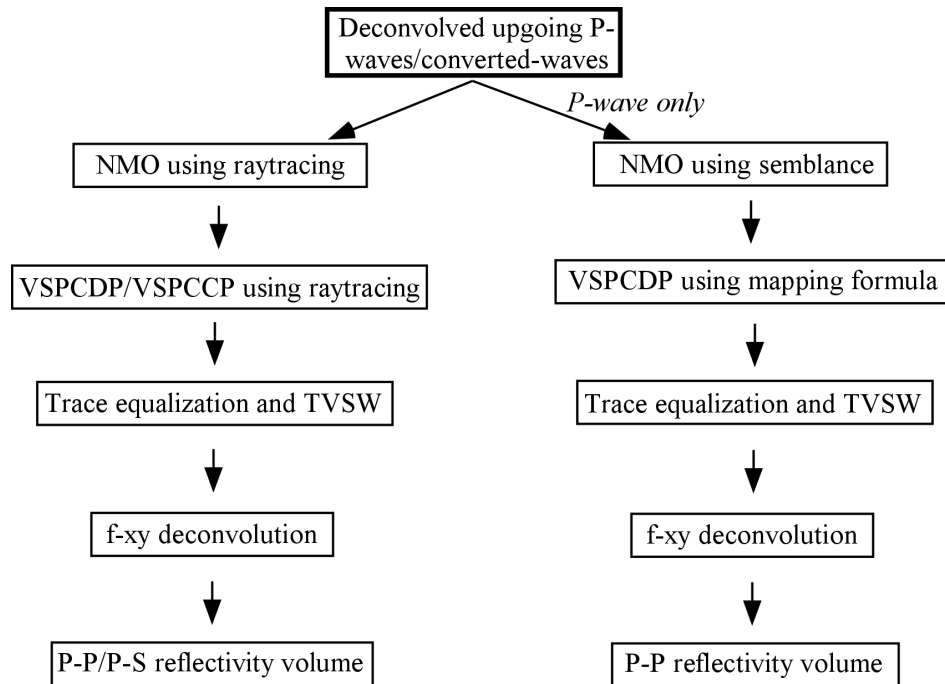 Deconvolved upgoing P-
waves/converted-waves
P-wave only
NMO using raytracing
NMO using semblance
VSPCDP/VSPCCP using raytracing
VSPCDP using mapping formula
Trace equalization and TVSW
Trace equalization and TVSW
f-xy deconvolution
f-xy deconvolution
P-P/P-S reflectivity volume
P-P reflectivity volume